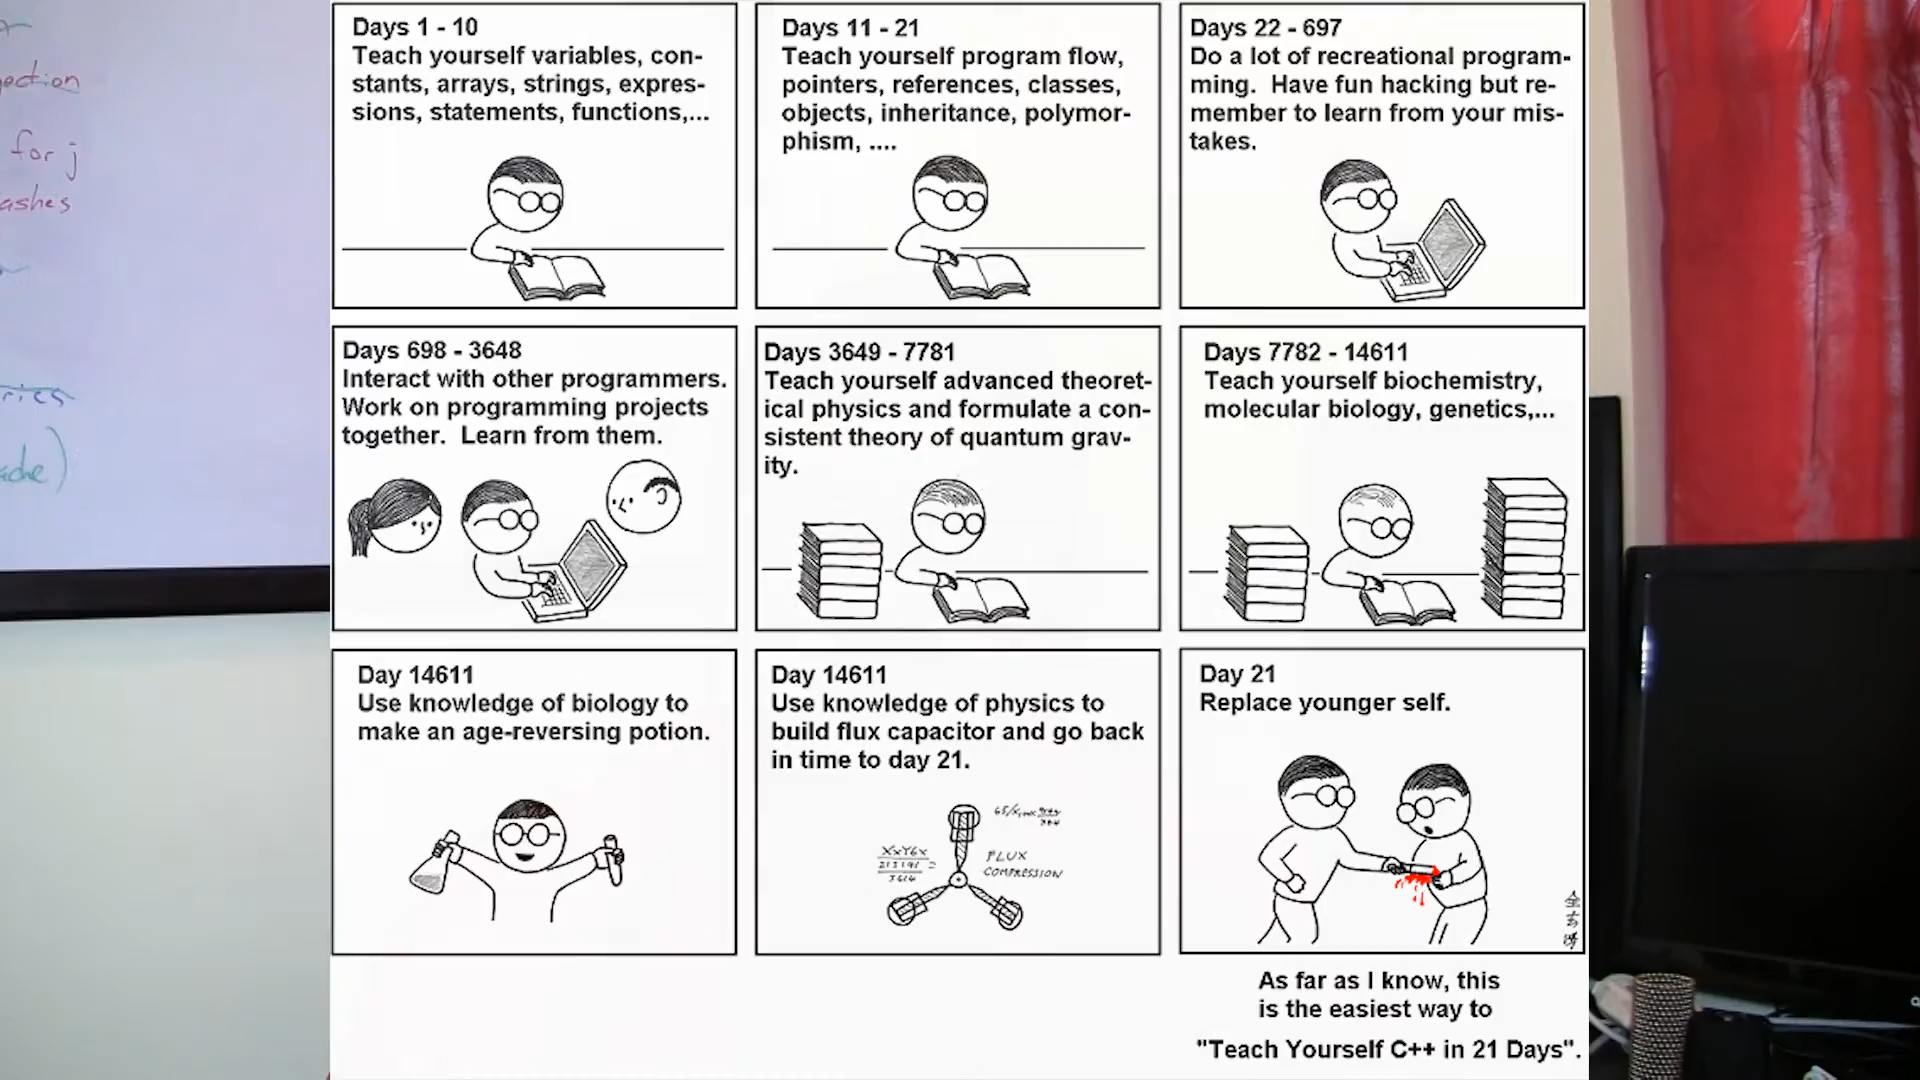 ection
for j
ashes
ries
ache)
Days 1 - 10
Teach yourself variables, con-
stants, arrays, strings, expres-
sions, statements, functions,...
Days 11 - 21
Teach yourself program flow,
pointers, references, classes,
objects, inheritance, polymor-
phism, ....
Days 22 - 697
Do a lot of recreational program-
ming. Have fun hacking but re-
member to learn from your mis-
takes.
Days 698 - 3648
Interact with other programmers.
Work on programming projects
together. Learn from them.
Days 3649 - 7781
Teach yourself advanced theoret-
ical physics and formulate a con-
sistent theory of quantum grav-
ity.
Days 7782 - 14611
Teach yourself biochemistry,
molecular biology, genetics,...
Day 14611
Use knowledge of biology to
make an age-reversing potion.
Day 14611
Use knowledge of physics to
build flux capacitor and go back
in time to day 21.
FLUX
COMPRESSION
Day 21
Replace younger self.
As far as I know, this
is the easiest way to
"Teach Yourself C++ in 21 Days".